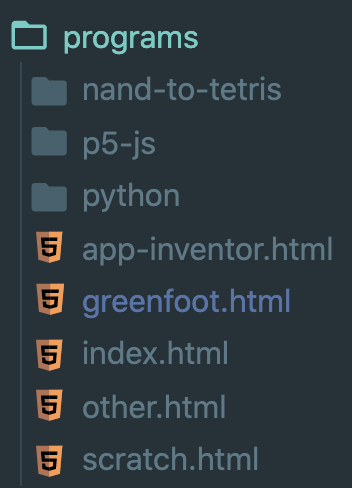 programs
nand-to-tetris
p5-js
python
app-inventor.html
greenfoot.html
index.html
other.html
scratch.html